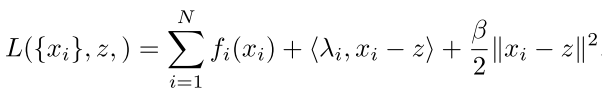 L(\{x_i\}, z, ) = \sum_{i=1}^{N} f_i(x_i) + \langle \lambda_i, x_i - z \rangle + \frac{\beta}{2} \| x_i - z \|^2.